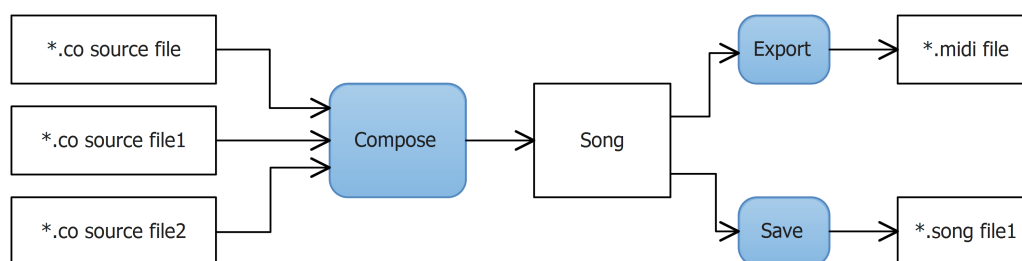 *.co source file
Export
*.midi file
*.co source file1
Compose
Song
*.co source file2
Save
*.song file1